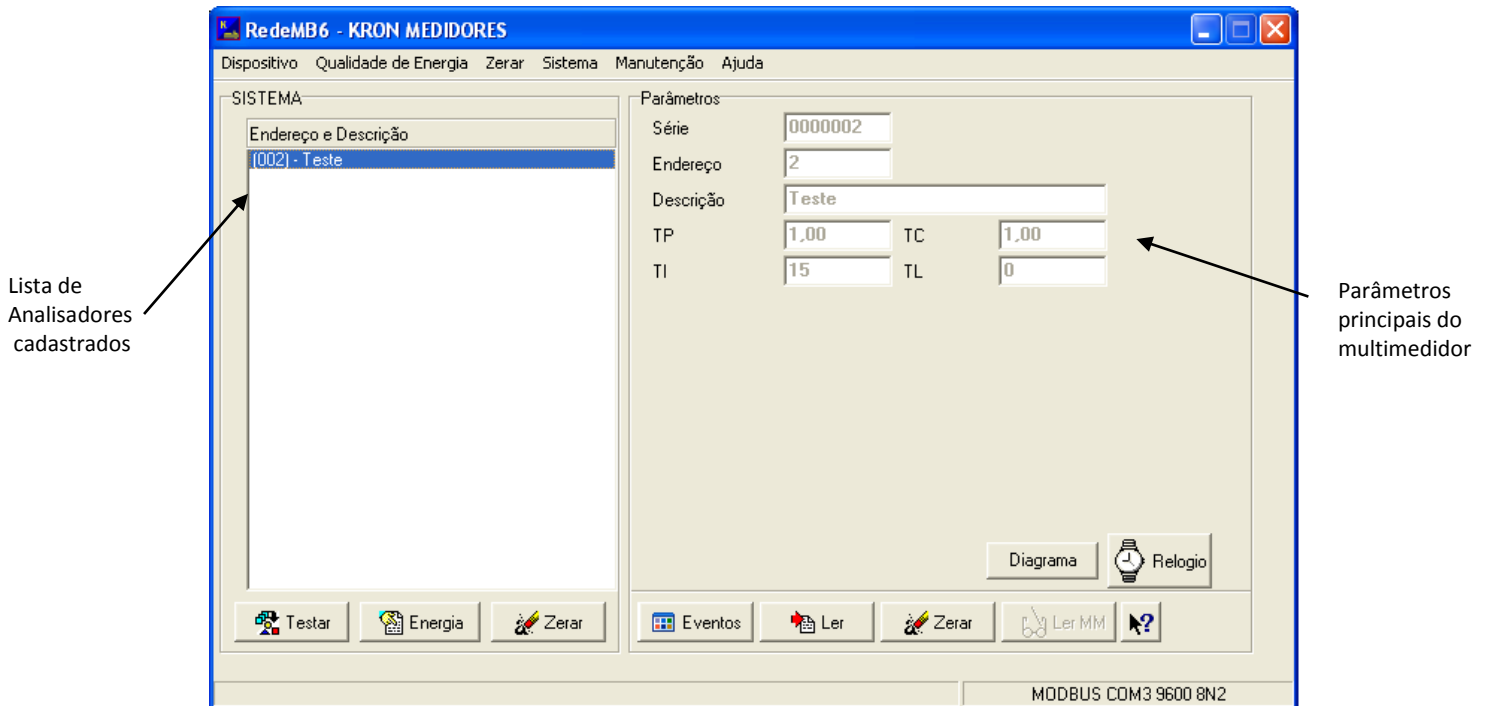 RedeMB6 - KRON MEDIDORES
Dispositivo Qualidade de Energia Zerar Sistema Manutenção Ajuda
SISTEMA
Endereço e Descrição
(002) - Teste
Lista de
Analisadores
cadastrados
Testar Energia Zerar
Parâmetros
Série 0000002
Endereço 2
Descrição Teste
TP 1,00 TC 1,00
TI 15 TL 0
Parâmetros
principais do
multimedidor
Diagrama Relogio
Eventos Ler Zerar Ler MM ?
MODBUS COM3 9600 8N2